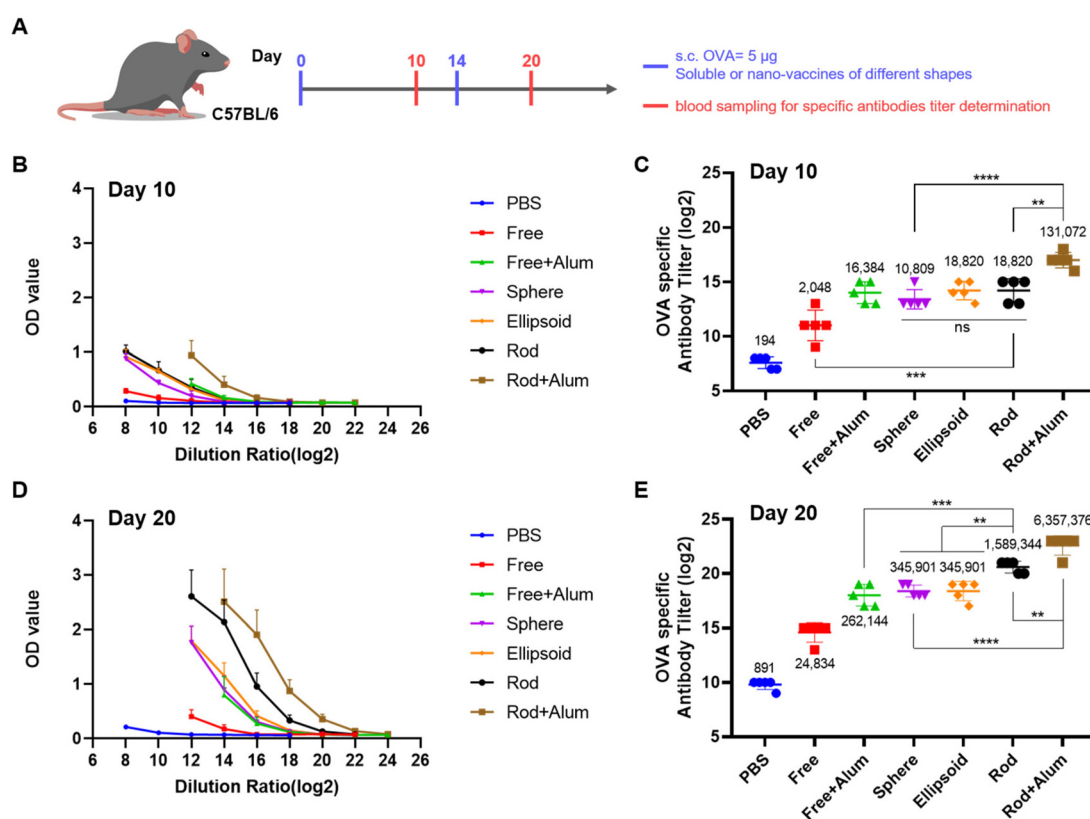 A
Day
0
10
14
20
C57BL/6
s.c. OVA= 5 μg
Soluble or nano-vaccines of different shapes
blood sampling for specific antibodies titer determination
B
Day 10
OD value
4
3
2
1
0
6 8 10 12 14 16 18 20 22 24 26
Dilution Ratio(log2)
PBS
Free
Free+Alum
Sphere
Ellipsoid
Rod
Rod+Alum
C
Day 10
OVA specific
Antibody Tilter (log2)
25
20
15
10
5
****
**
131,072
16,384 10,809 18,820 18,820
2,048
194
ns
***
PBS
Free
Free+Alum
Sphere
Ellipsoid
Rod
Rod+Alum
D
Day 20
OD value
4
3
2
1
0
6 8 10 12 14 16 18 20 22 24 26
Dilution Ratio(log2)
PBS
Free
Free+Alum
Sphere
Ellipsoid
Rod
Rod+Alum
E
Day 20
OVA specific
Antibody Tilter (log2)
25
20
15
10
5
***
**
6,357,376
1,589,344
345,901 345,901
262,144
**
****
24,834
891
PBS
Free
Free+Alum
Sphere
Ellipsoid
Rod
Rod+Alum